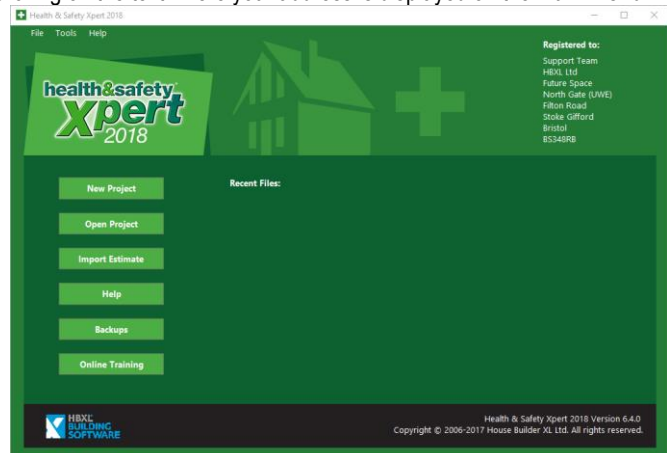 Health & Safety Xpert 2018
File Tools Help
Registered to:
Support Team
HBXL Ltd
Future Space
North Gate (UWE)
Filton Road
Stoke Gifford
Bristol
BS348RB
health&safety
xpert
2018
New Project
Recent Files:
Open Project
Import Estimate
Help
Backups
Online Training
HBXL
BUILDING
SOFTWARE
Health & Safety Xpert 2018 Version 6.4.0
Copyright © 2006-2017 House Builder XL Ltd. All rights reserved.